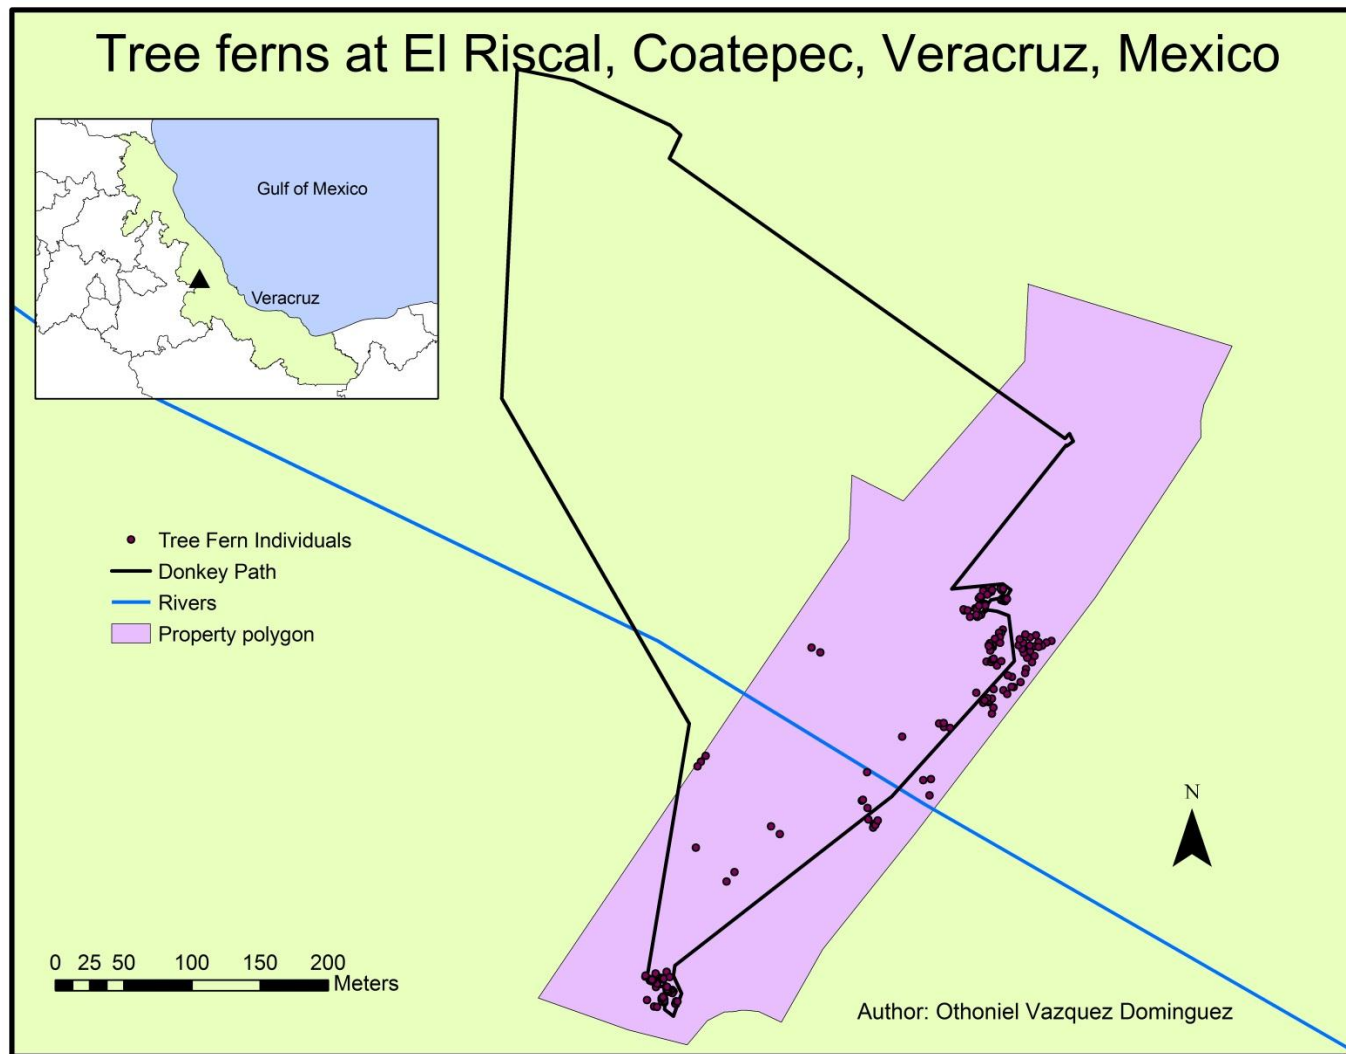 Tree ferns at El Riscal, Coatepec, Veracruz, Mexico
Gulf of Mexico
Veracruz
Tree Fern Individuals
Donkey Path
Rivers
Property polygon
N
0 25 50 100 150 200
Meters
Author: Othoniel Vazquez Dominguez